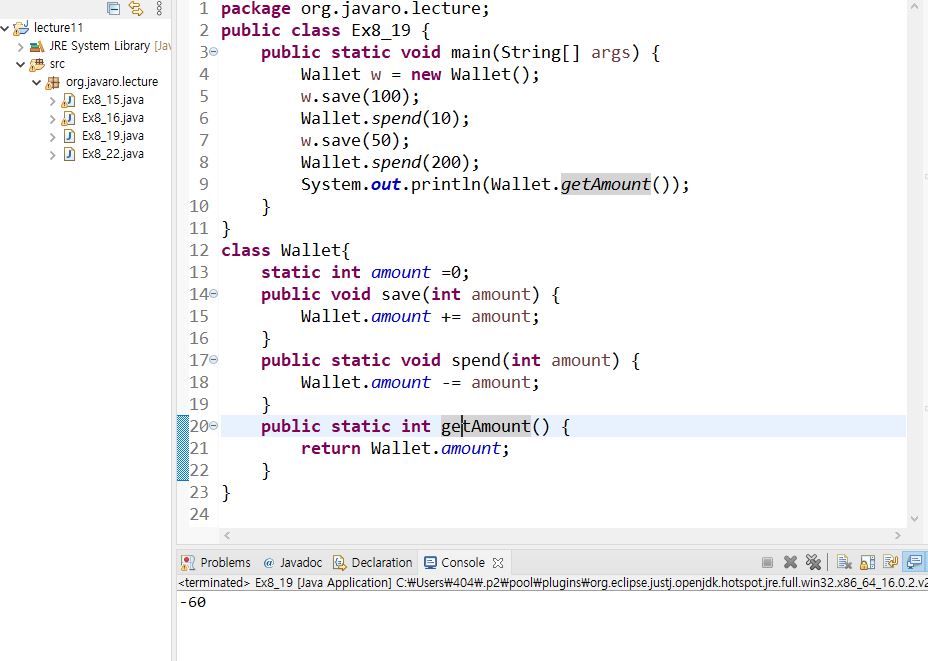 lecture11
JRE System Library [Jav
src
org.javaro.lecture
Ex8_15.java
Ex8_16.java
Ex8_19.java
Ex8_22.java
1 package org.javaro.lecture;
2 public class Ex8_19 {
3 public static void main(String[] args) {
4 Wallet w = new Wallet();
5 w.save(100);
6 Wallet.spend(10);
7 w.save(50);
8 Wallet.spend(200);
9 System.out.println(Wallet.getAmount());
10 }
11 }
12 class Wallet{
13 static int amount =0;
14 public void save(int amount) {
15 Wallet.amount += amount;
16 }
17 public static void spend(int amount) {
18 Wallet.amount -= amount;
19 }
20 public static int getAmount() {
21 return Wallet.amount;
22 }
23 }
24
Problems @ Javadoc Declaration Console
<terminated> Ex8_19 [Java Application] C:₩Users₩404₩.p2₩pool₩plugins₩org.eclipse.justj.openjdk.hotspot.jre.full.win32.x86_64_16.0.2.v2
-60